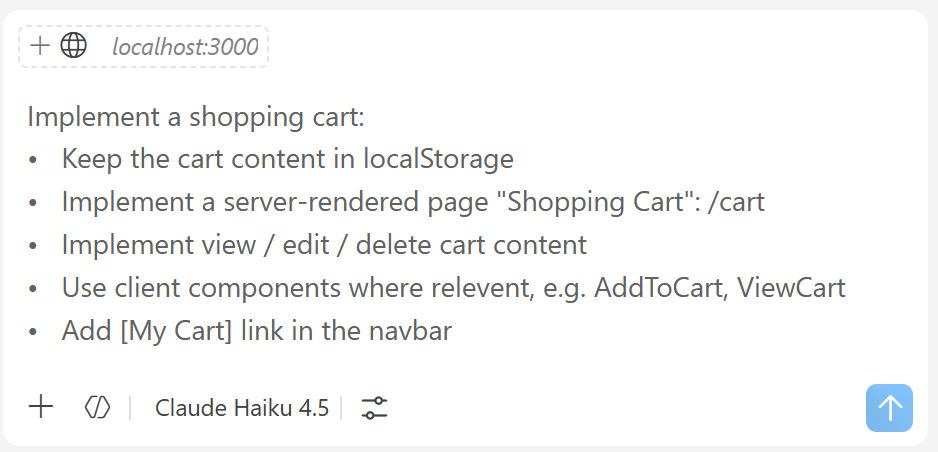 localhost:3000
Implement a shopping cart:
• Keep the cart content in localStorage
• Implement a server-rendered page "Shopping Cart": /cart
• Implement view / edit / delete cart content
• Use client components where relevent, e.g. AddToCart, ViewCart
• Add [My Cart] link in the navbar
Claude Haiku 4.5